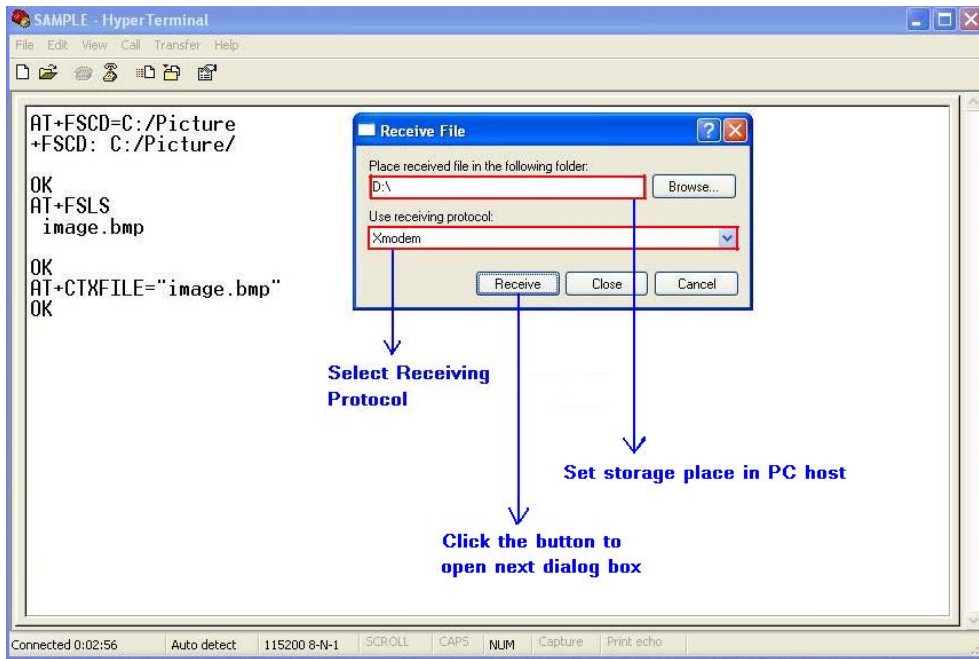 SAMPLE - HyperTerminal
File Edit View Call Transfer Help
AT+FSCD=C:/Picture
+FSCD: C:/Picture/
OK
AT+FSLS
image.bmp
OK
AT+CTXFILE="image.bmp"
OK
Receive File
Place received file in the following folder:
D:\
Browse...
Use receiving protocol:
Xmodem
Receive Close Cancel
Select Receiving
Protocol
Set storage place in PC host
Click the button to
open next dialog box
Connected 0:02:56 Auto detect 115200 8-N-1 SCROLL CAPS NUM Capture Print echo